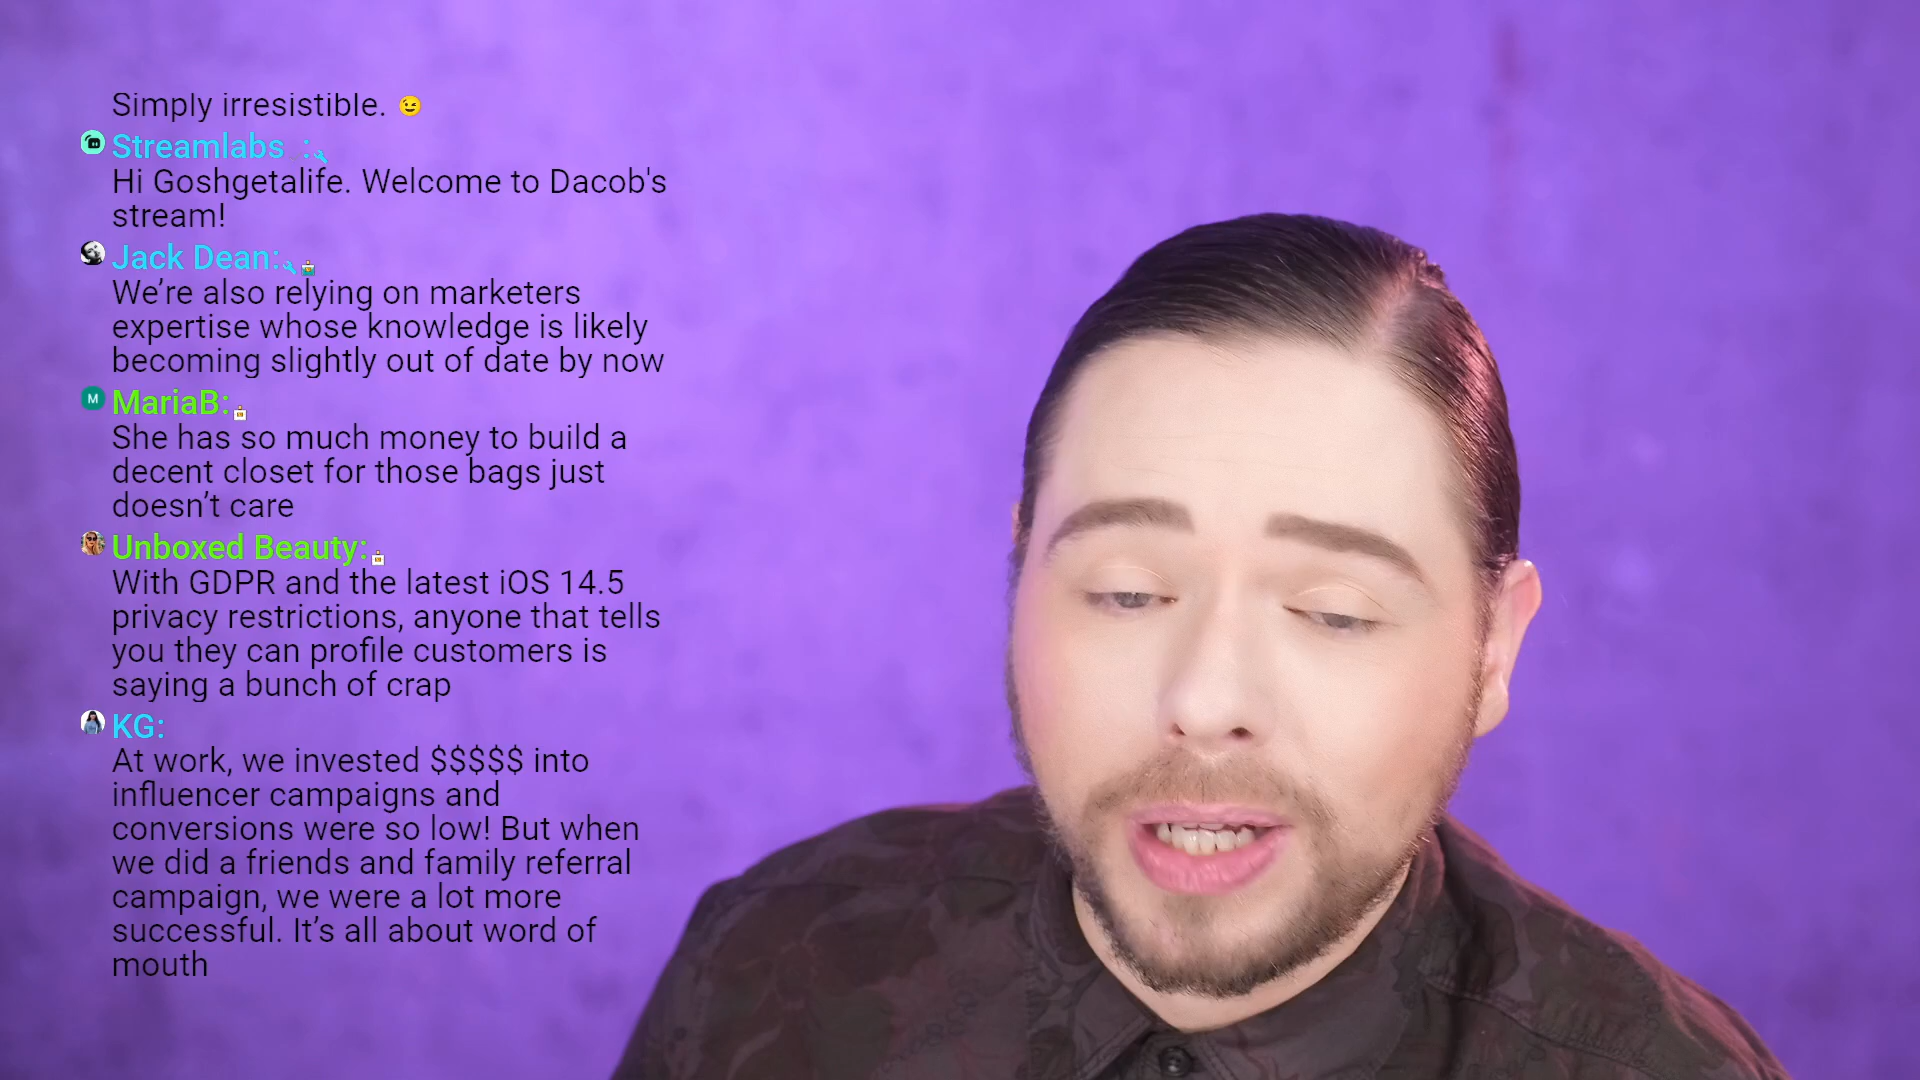 Simply irresistible. 😉
Streamlabs :
Hi Goshgetalife. Welcome to Dacob's
stream!
Jack Dean:
We’re also relying on marketers
expertise whose knowledge is likely
becoming slightly out of date by now
M MariaB:
She has so much money to build a
decent closet for those bags just
doesn’t care
Unboxed Beauty:
With GDPR and the latest iOS 14.5
privacy restrictions, anyone that tells
you they can profile customers is
saying a bunch of crap
KG:
At work, we invested $$$$$ into
influencer campaigns and
conversions were so low! But when
we did a friends and family referral
campaign, we were a lot more
successful. It’s all about word of
mouth